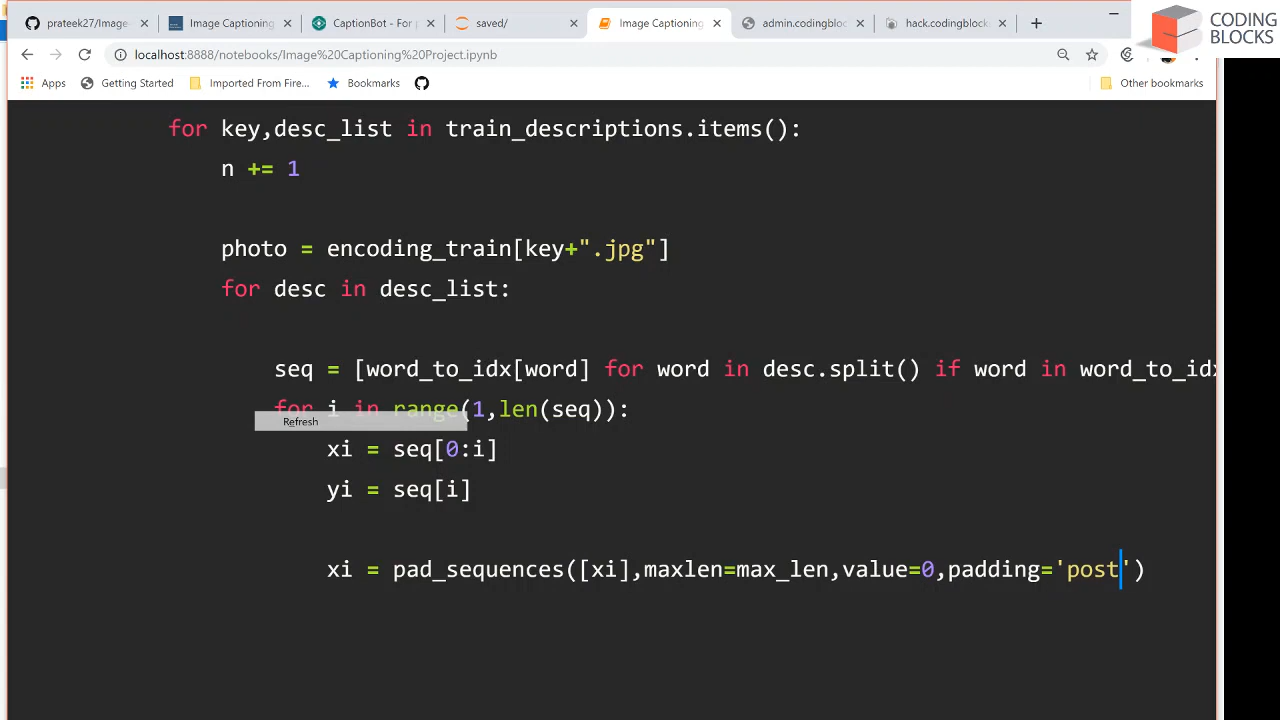 prateek27/Image-
Image Captioning
CaptionBot - For p
saved/
Image Captioning
admin.codingbloc
hack.codingblocks
CODING
BLOCKS
localhost:8888/notebooks/Image%20Captioning%20Project.ipynb
Apps
Getting Started
Imported From Fire...
Bookmarks
Other bookmarks
for key,desc_list in train_descriptions.items():
n += 1
photo = encoding_train[key+".jpg"]
for desc in desc_list:
seq = [word_to_idx[word] for word in desc.split() if word in word_to_idx
for i in range(1,len(seq)):
Refresh
xi = seq[0:i]
yi = seq[i]
xi = pad_sequences([xi],maxlen=max_len,value=0,padding='post')